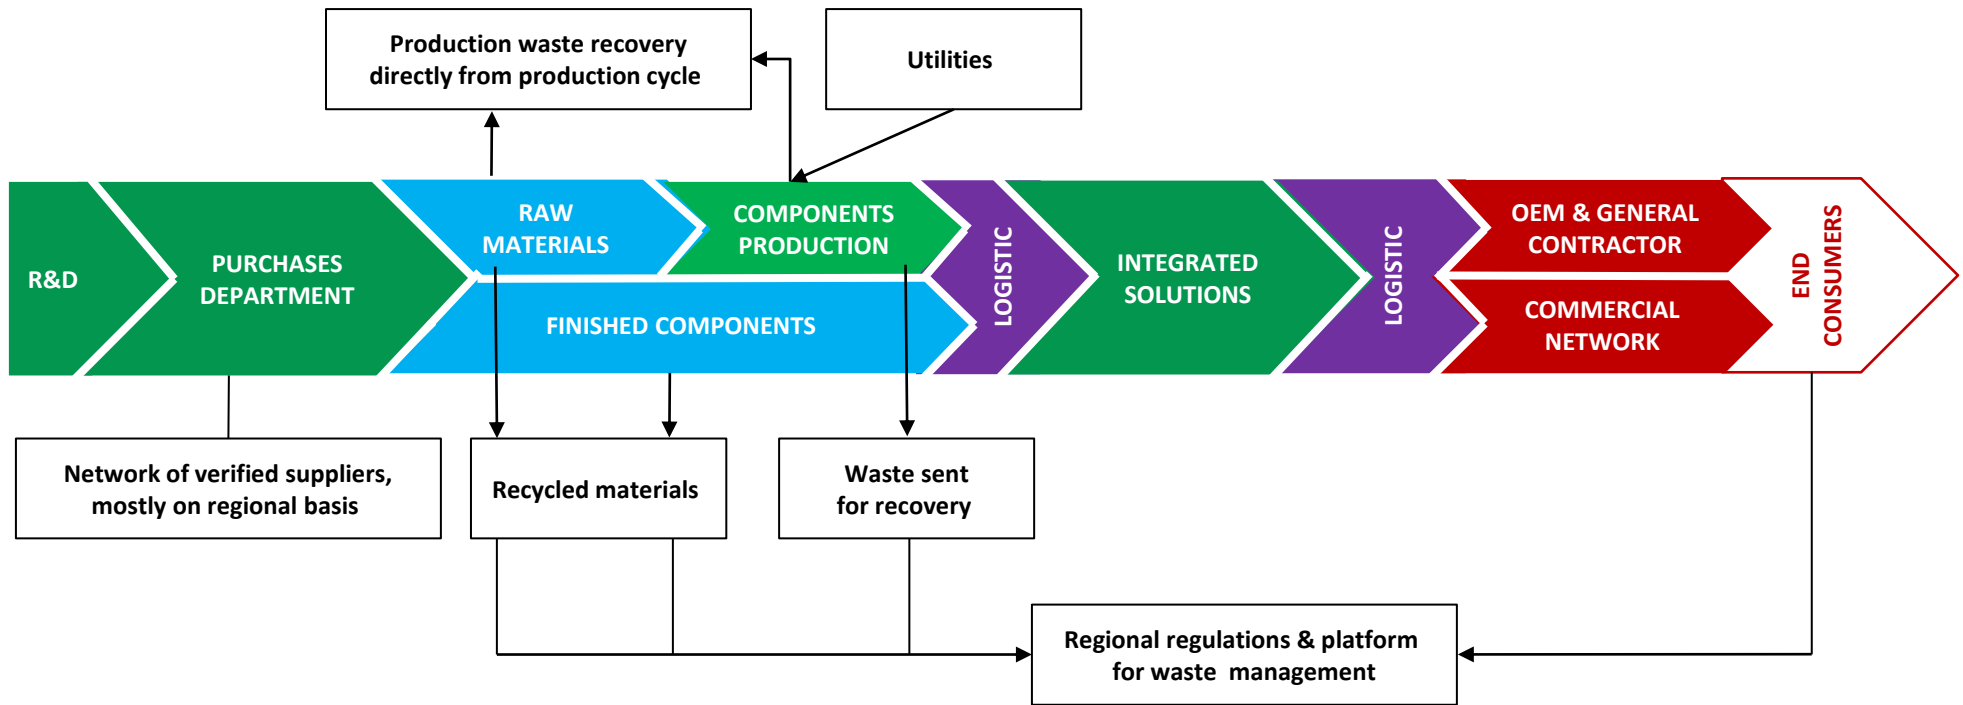 Production waste recovery
directly from production cycle
Utilities
R&D
PURCHASES
DEPARTMENT
RAW
MATERIALS
COMPONENTS
PRODUCTION
FINISHED COMPONENTS
LOGISTIC
INTEGRATED
SOLUTIONS
LOGISTIC
OEM & GENERAL
CONTRACTOR
COMMERCIAL
NETWORK
END
CONSUMERS
Network of verified suppliers,
mostly on regional basis
Recycled materials
Waste sent
for recovery
Regional regulations & platform
for waste management